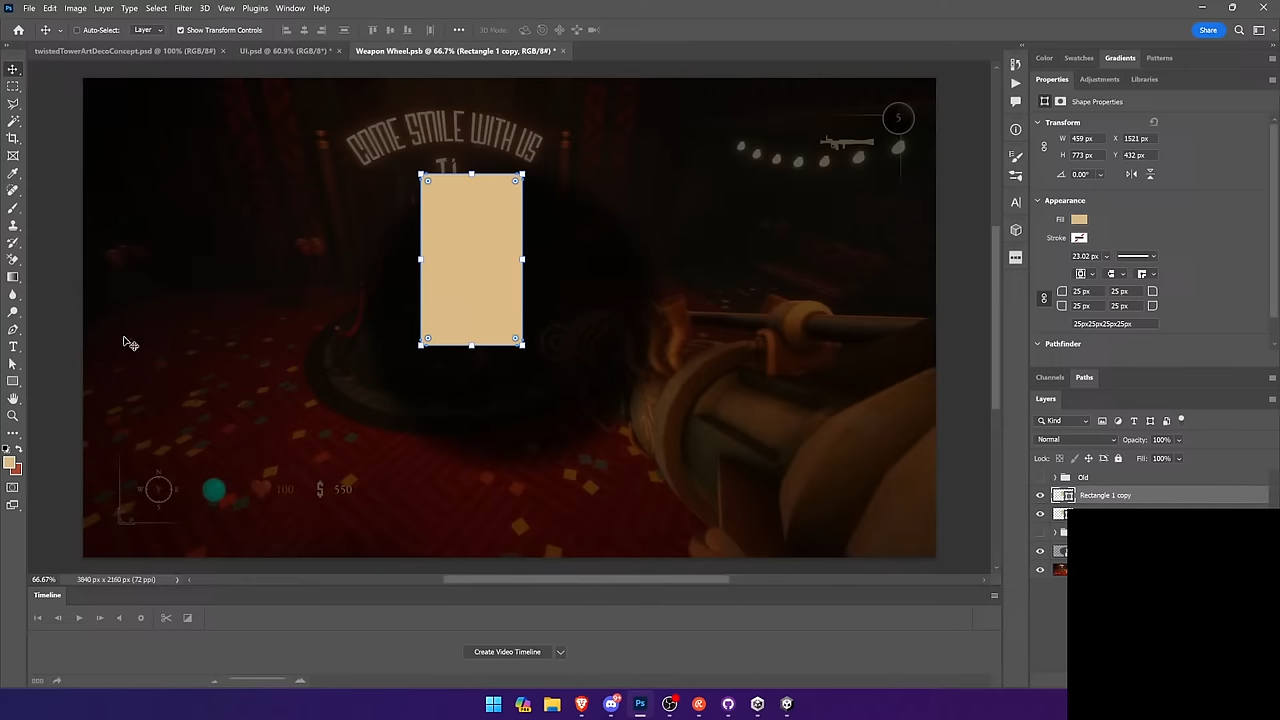 File Edit Image Layer Type Select Filter 3D View Plugins Window Help
Auto-Select: Layer Show Transform Controls 3D Mode: Share
twistedTowerArtDecoConcept.psd @ 100% (RGB/8#) UI.psd @ 60.9% (RGB/8#) * Weapon Wheel.psb @ 66.7% (Rectangle 1 copy, RGB/8#) *
Color Swatches Gradients Patterns
Properties Adjustments Libraries
Shape Properties
Transform
W 459 px X 1521 px
H 773 px Y 432 px
0.00°
Appearance
Fill
Stroke
23.02 px
25 px 25 px
25 px 25 px
25px25px25px25px
Pathfinder
Channels Paths
Layers
Kind
Normal Opacity: 100%
Lock: Fill: 100%
Old
Rectangle 1 copy
COME SMILE WITH US
5
N
W E
S
100
$ 550
66.67% 3840 px x 2160 px (72 ppi)
Timeline
Create Video Timeline